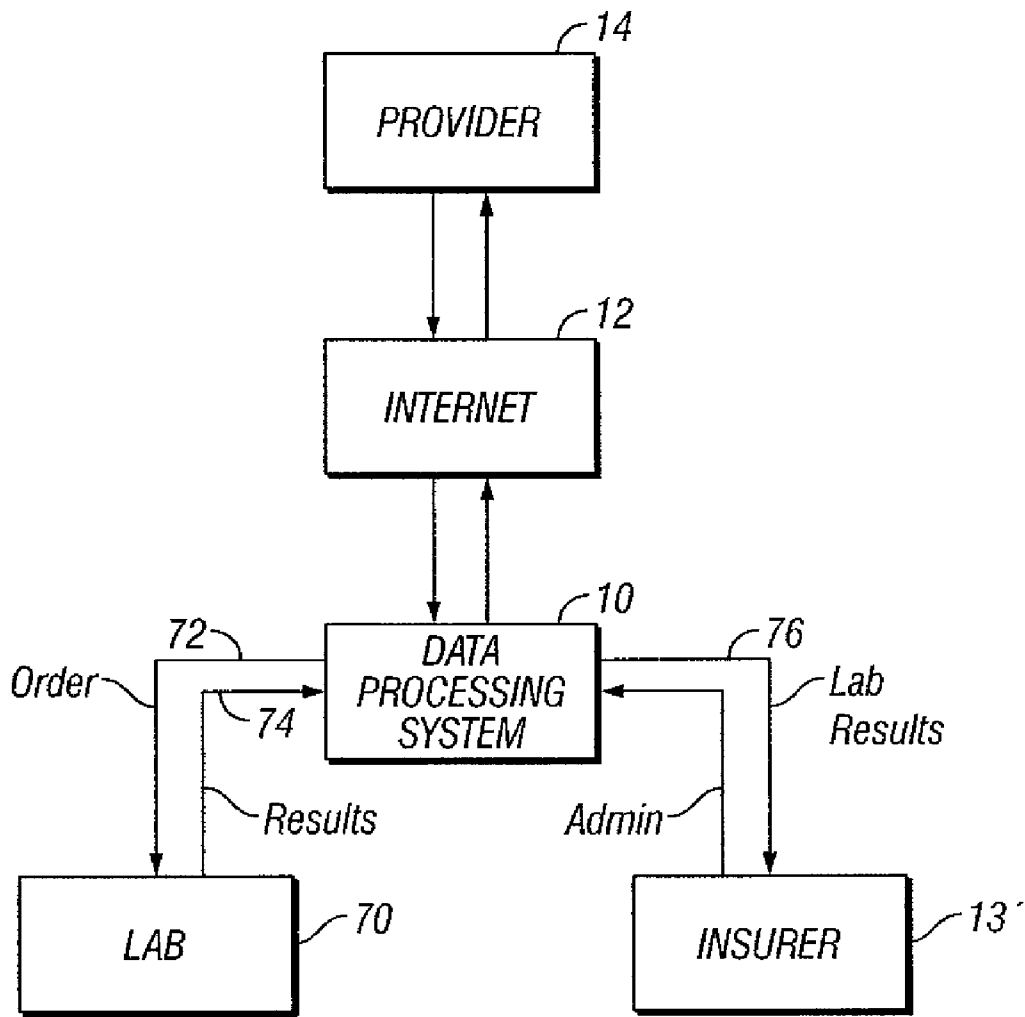 14
PROVIDER
12
INTERNET
10
72
DATA
PROCESSING
SYSTEM
76
Order
74
Lab
Results
Results
Admin
LAB
70
INSURER
13